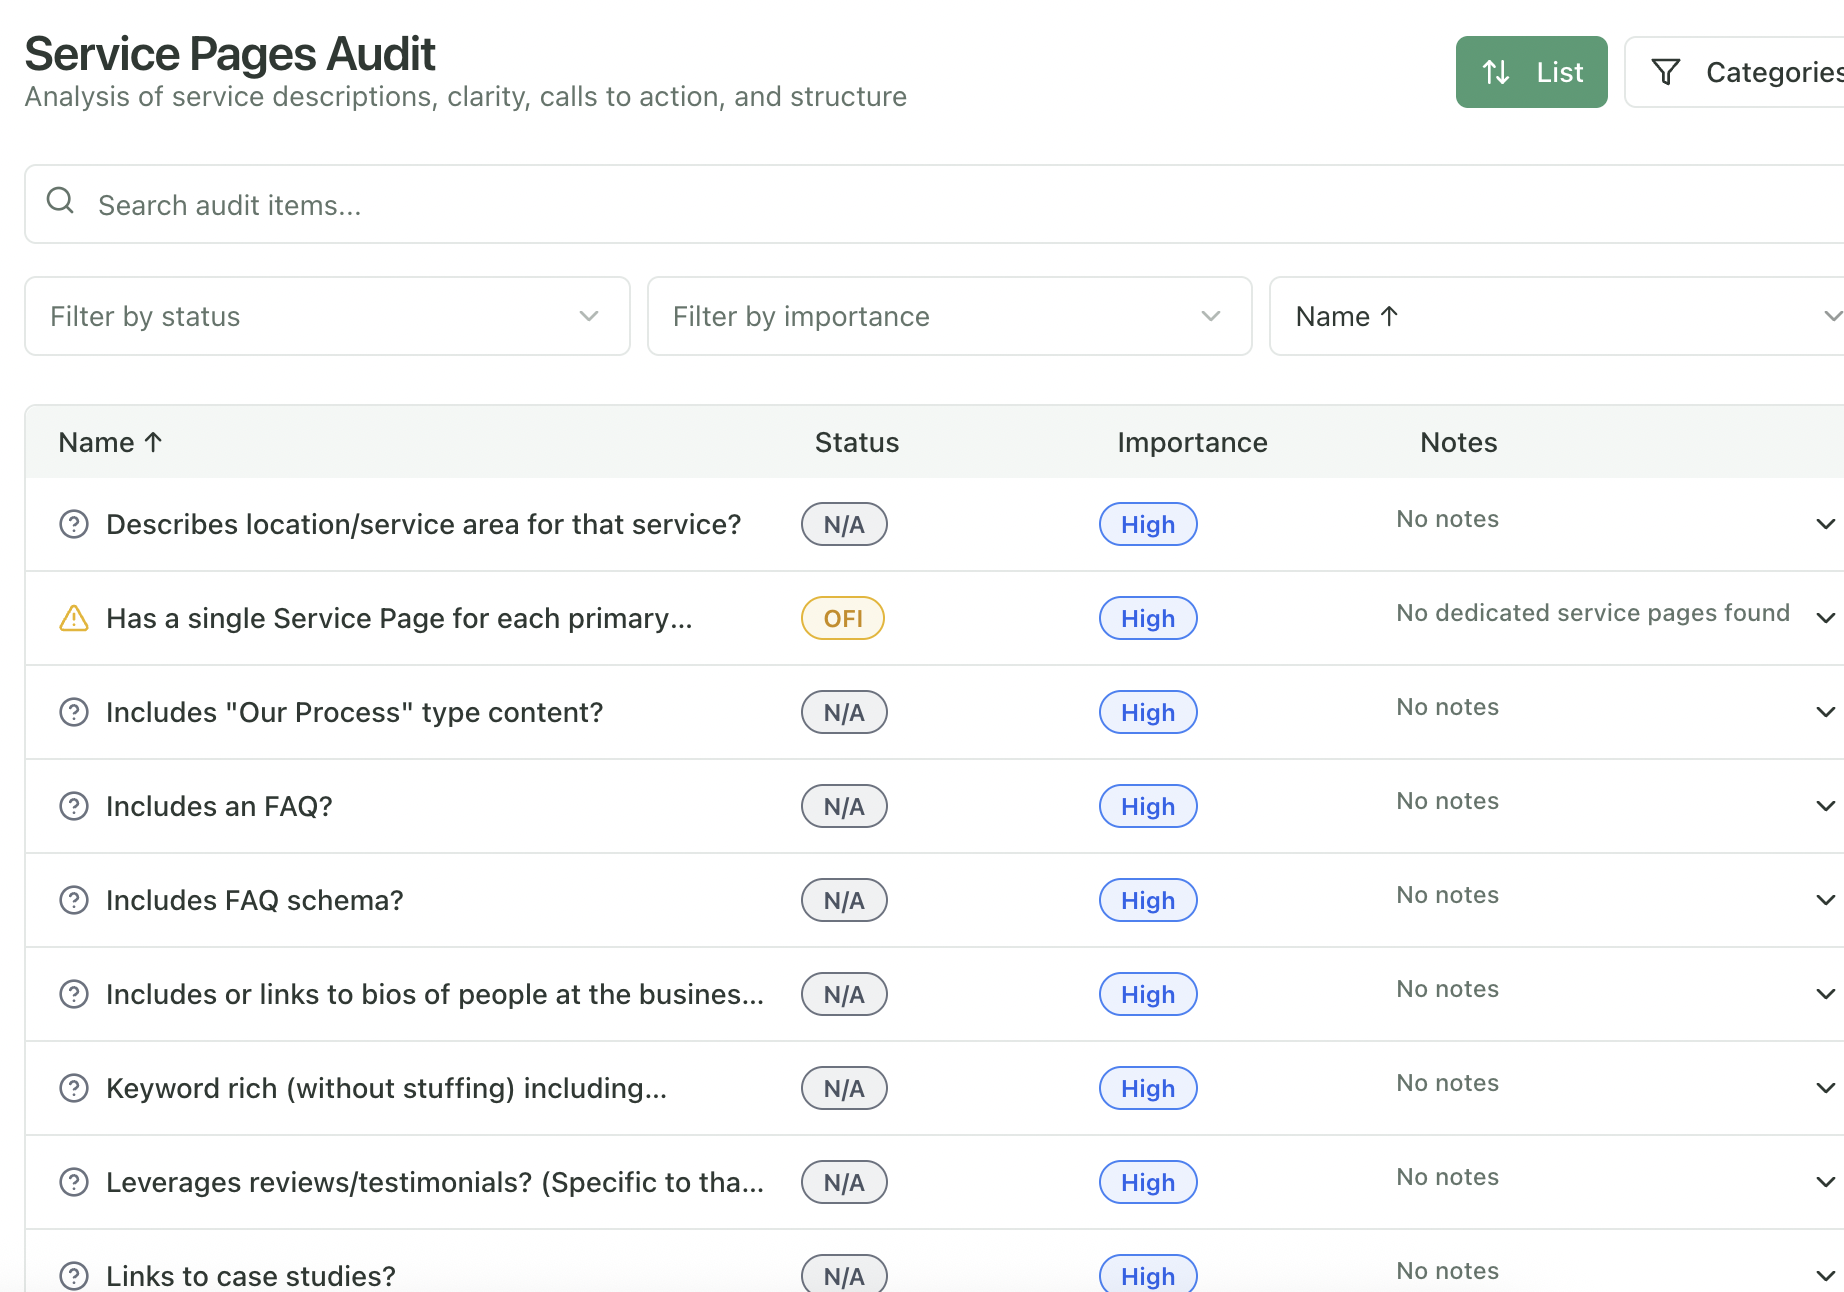 Service Pages Audit
Analysis of service descriptions, clarity, calls to action, and structure
List
Categories
Search audit items...
Filter by status
Filter by importance
Name ↑
Name ↑ Status Importance Notes
Describes location/service area for that service? N/A High No notes
Has a single Service Page for each primary... OFI High No dedicated service pages found
Includes "Our Process" type content? N/A High No notes
Includes an FAQ? N/A High No notes
Includes FAQ schema? N/A High No notes
Includes or links to bios of people at the busines... N/A High No notes
Keyword rich (without stuffing) including... N/A High No notes
Leverages reviews/testimonials? (Specific to tha... N/A High No notes
Links to case studies? N/A High No notes